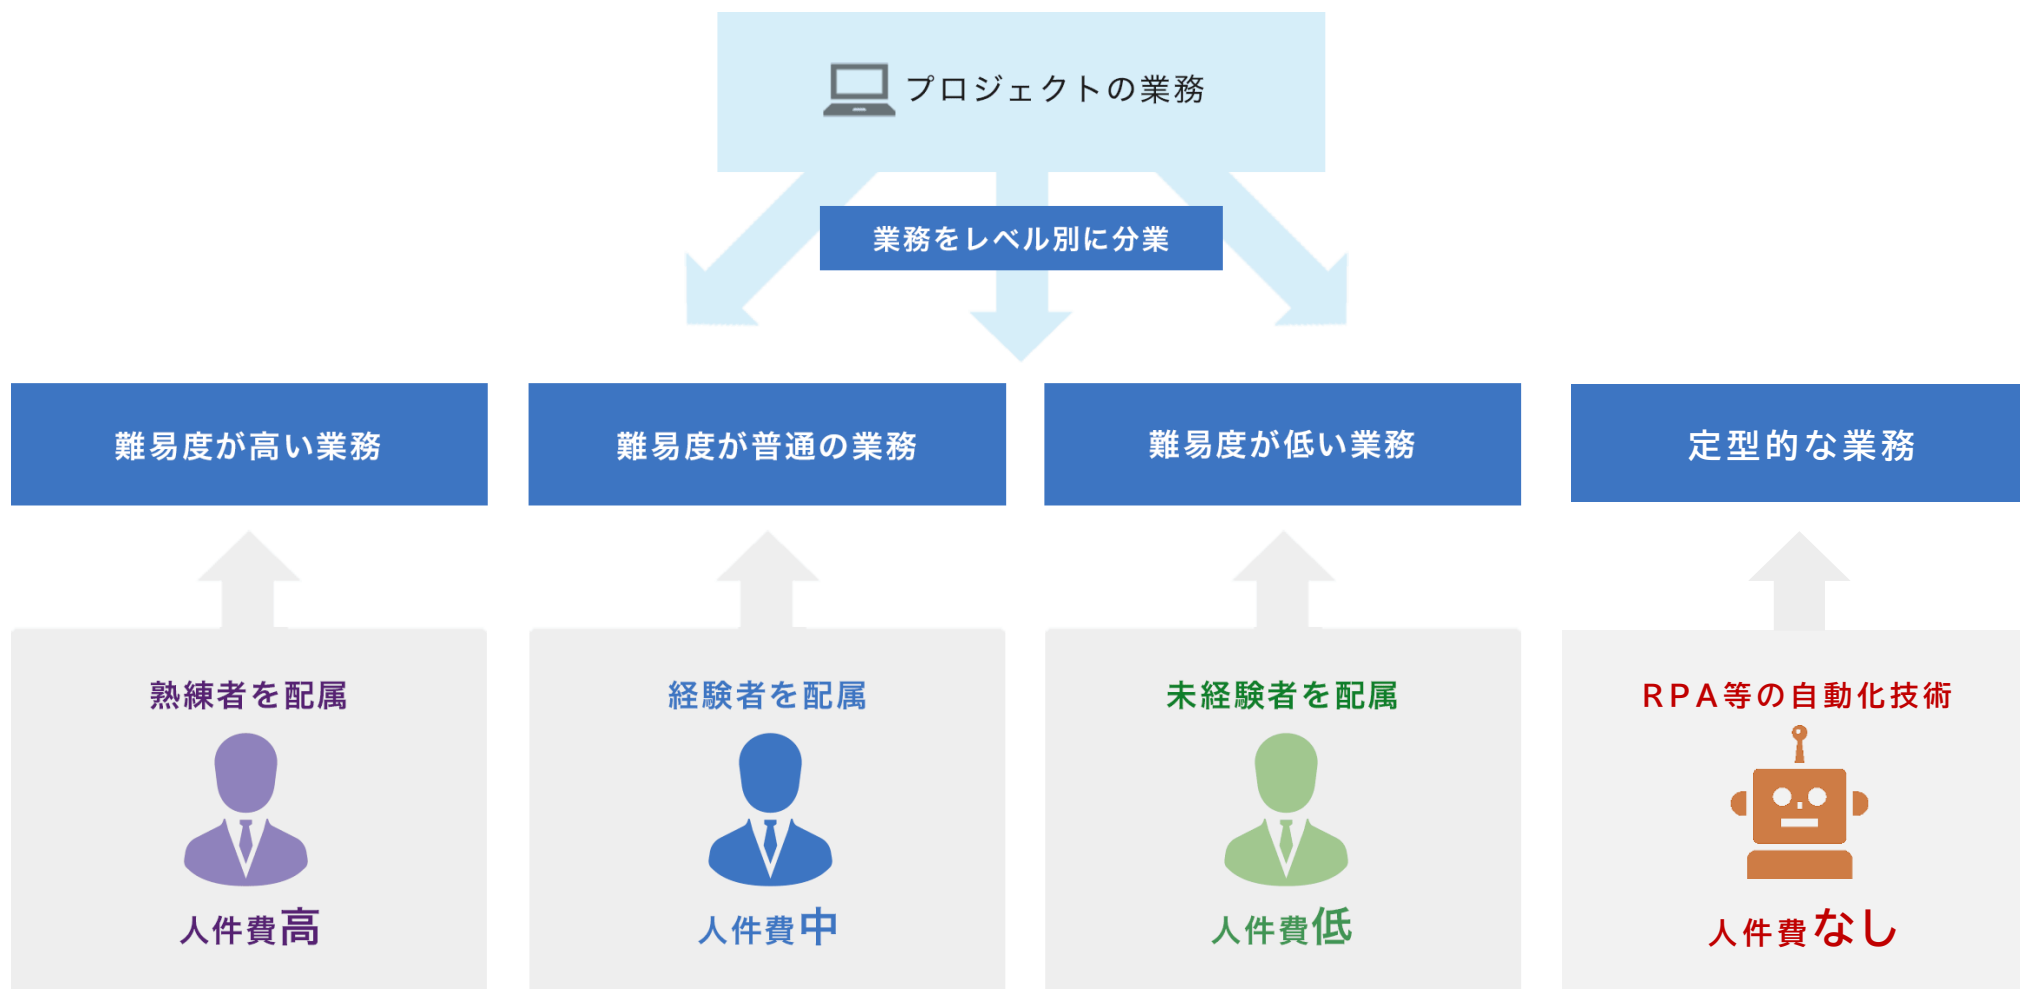 プロジェクトの業務
業務をレベル別に分業
難易度が高い業務
難易度が普通の業務
難易度が低い業務
定型的な業務
熟練者を配属
経験者を配属
未経験者を配属
RPA等の自動化技術
人件費高
人件費中
人件費低
人件費なし